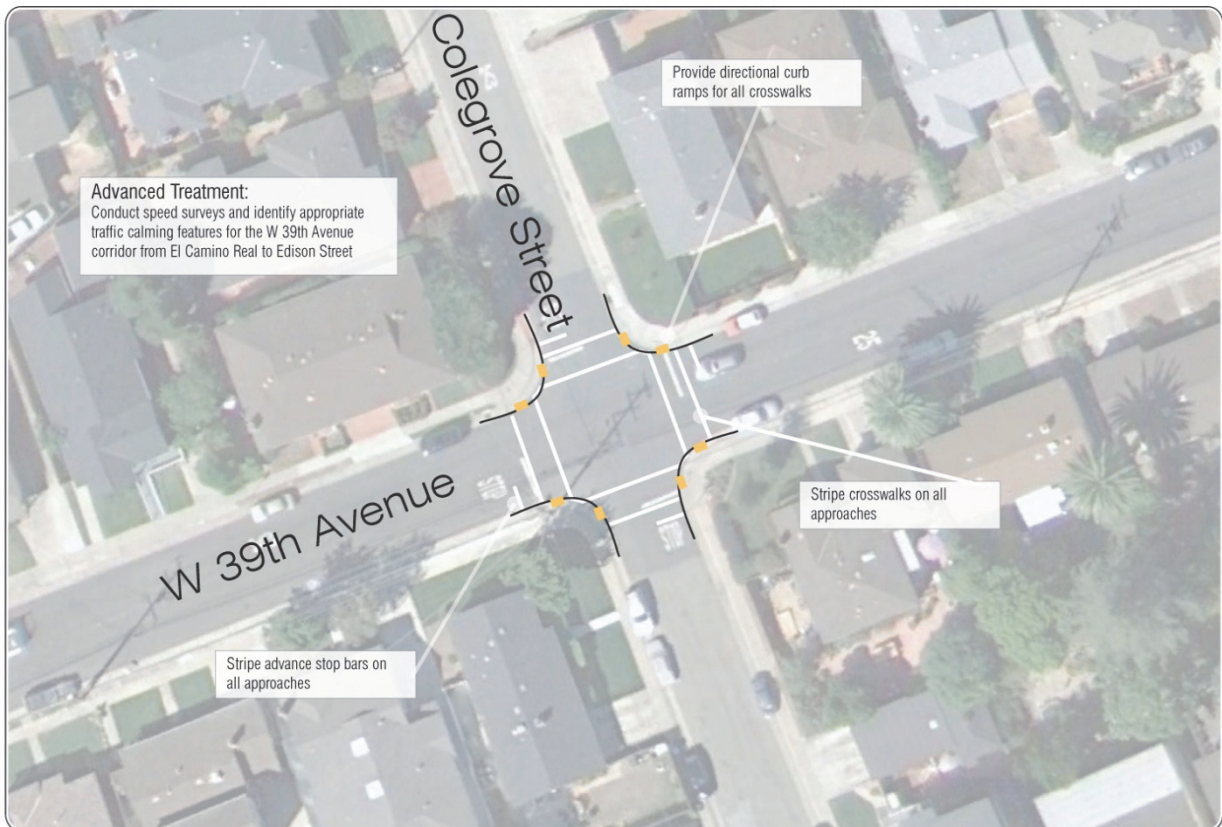 Colegrove Street
Provide directional curb
ramps for all crosswalks
Advanced Treatment:
Conduct speed surveys and identify appropriate
traffic calming features for the W 39th Avenue
corridor from El Camino Real to Edison Street
W 39th Avenue
STOP
STOP
Stripe crosswalks on all
approaches
Stripe advance stop bars on
all approaches